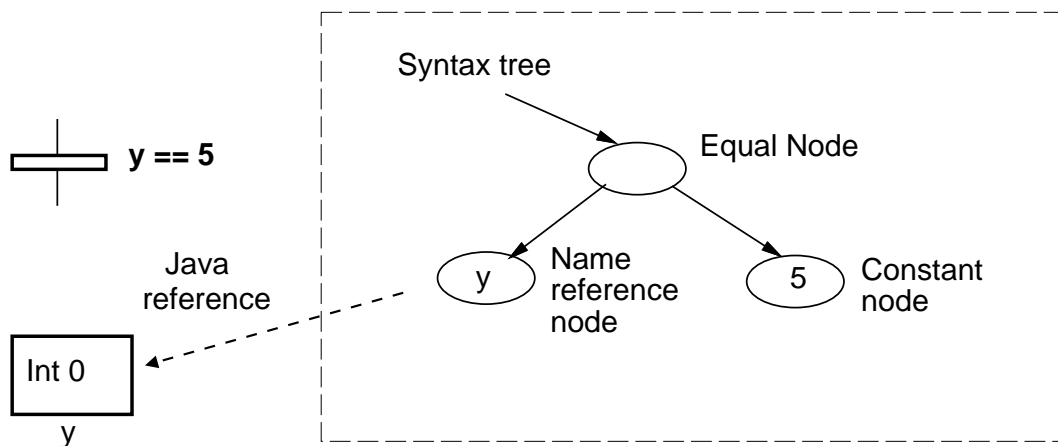 Syntax tree
Equal Node
y == 5
Java
reference
y
Name
reference
node
5
Constant
node
Int 0
y